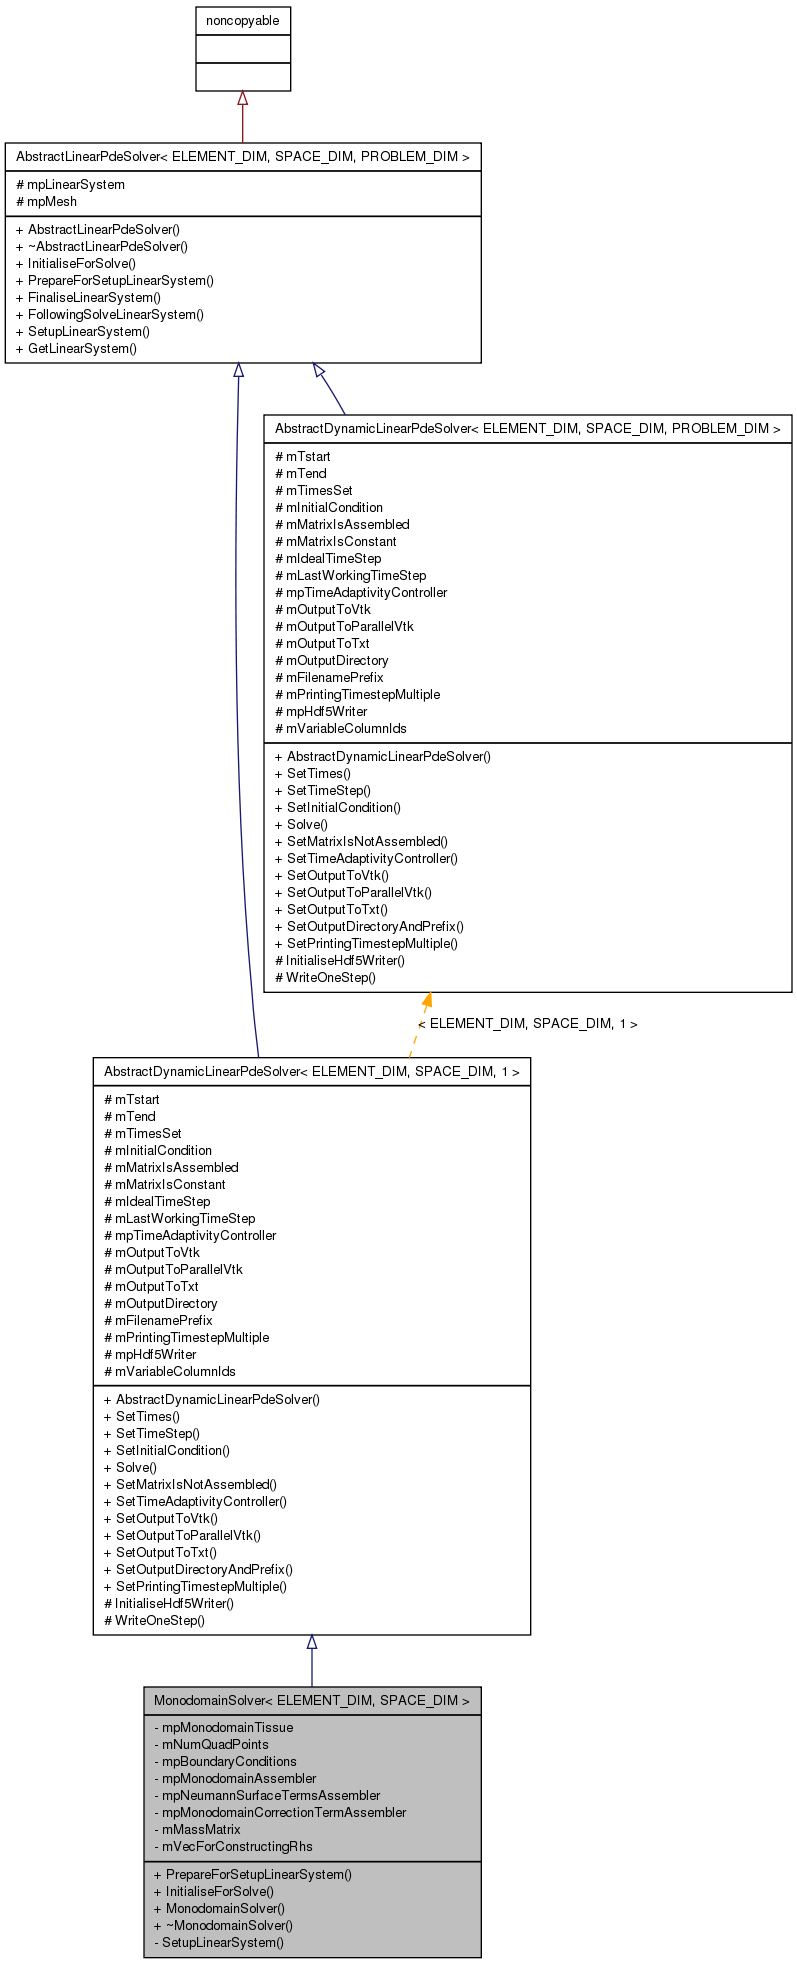 noncopyable
AbstractLinearPdeSolver< ELEMENT_DIM, SPACE_DIM, PROBLEM_DIM >
# mpLinearSystem
# mpMesh
+ AbstractLinearPdeSolver()
+ ~AbstractLinearPdeSolver()
+ InitialiseForSolve()
+ PrepareForSetupLinearSystem()
+ FinaliseLinearSystem()
+ FollowingSolveLinearSystem()
+ SetupLinearSystem()
+ GetLinearSystem()
AbstractDynamicLinearPdeSolver< ELEMENT_DIM, SPACE_DIM, PROBLEM_DIM >
# mTstart
# mTend
# mTimesSet
# mInitialCondition
# mMatrixIsAssembled
# mMatrixIsConstant
# mIdealTimeStep
# mLastWorkingTimeStep
# mpTimeAdaptivityController
# mOutputToVtk
# mOutputToParallelVtk
# mOutputToTxt
# mOutputDirectory
# mFilenamePrefix
# mPrintingTimestepMultiple
# mpHdf5Writer
# mVariableColumnIds
+ AbstractDynamicLinearPdeSolver()
+ SetTimes()
+ SetTimeStep()
+ SetInitialCondition()
+ Solve()
+ SetMatrixIsNotAssembled()
+ SetTimeAdaptivityController()
+ SetOutputToVtk()
+ SetOutputToParallelVtk()
+ SetOutputToTxt()
+ SetOutputDirectoryAndPrefix()
+ SetPrintingTimestepMultiple()
# InitialiseHdf5Writer()
# WriteOneStep()
< ELEMENT_DIM, SPACE_DIM, 1 >
AbstractDynamicLinearPdeSolver< ELEMENT_DIM, SPACE_DIM, 1 >
# mTstart
# mTend
# mTimesSet
# mInitialCondition
# mMatrixIsAssembled
# mMatrixIsConstant
# mIdealTimeStep
# mLastWorkingTimeStep
# mpTimeAdaptivityController
# mOutputToVtk
# mOutputToParallelVtk
# mOutputToTxt
# mOutputDirectory
# mFilenamePrefix
# mPrintingTimestepMultiple
# mpHdf5Writer
# mVariableColumnIds
+ AbstractDynamicLinearPdeSolver()
+ SetTimes()
+ SetTimeStep()
+ SetInitialCondition()
+ Solve()
+ SetMatrixIsNotAssembled()
+ SetTimeAdaptivityController()
+ SetOutputToVtk()
+ SetOutputToParallelVtk()
+ SetOutputToTxt()
+ SetOutputDirectoryAndPrefix()
+ SetPrintingTimestepMultiple()
# InitialiseHdf5Writer()
# WriteOneStep()
MonodomainSolver< ELEMENT_DIM, SPACE_DIM >
- mpMonodomainTissue
- mNumQuadPoints
- mpBoundaryConditions
- mpMonodomainAssembler
- mpNeumannSurfaceTermsAssembler
- mpMonodomainCorrectionTermAssembler
- mMassMatrix
- mVecForConstructingRhs
+ PrepareForSetupLinearSystem()
+ InitialiseForSolve()
+ MonodomainSolver()
+ ~MonodomainSolver()
- SetupLinearSystem()